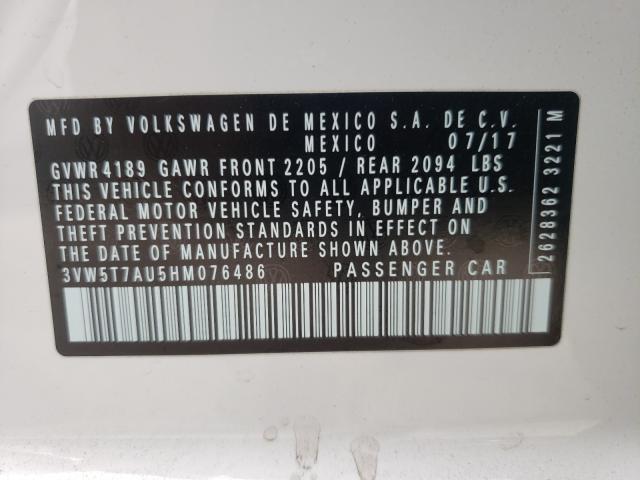 MFD BY VOLKSWAGEN DE MEXICO S.A. DE C.V.
MEXICO 07/17
GVWR 4189 GAWR FRONT 2205 / REAR 2094 LBS
THIS VEHICLE CONFORMS TO ALL APPLICABLE U.S.
FEDERAL MOTOR VEHICLE SAFETY, BUMPER AND
THEFT PREVENTION STANDARDS IN EFFECT ON
THE DATE OF MANUFACTURE SHOWN ABOVE.
3VW5T7AU5HM076486 PASSENGER CAR
2628362 3221 M